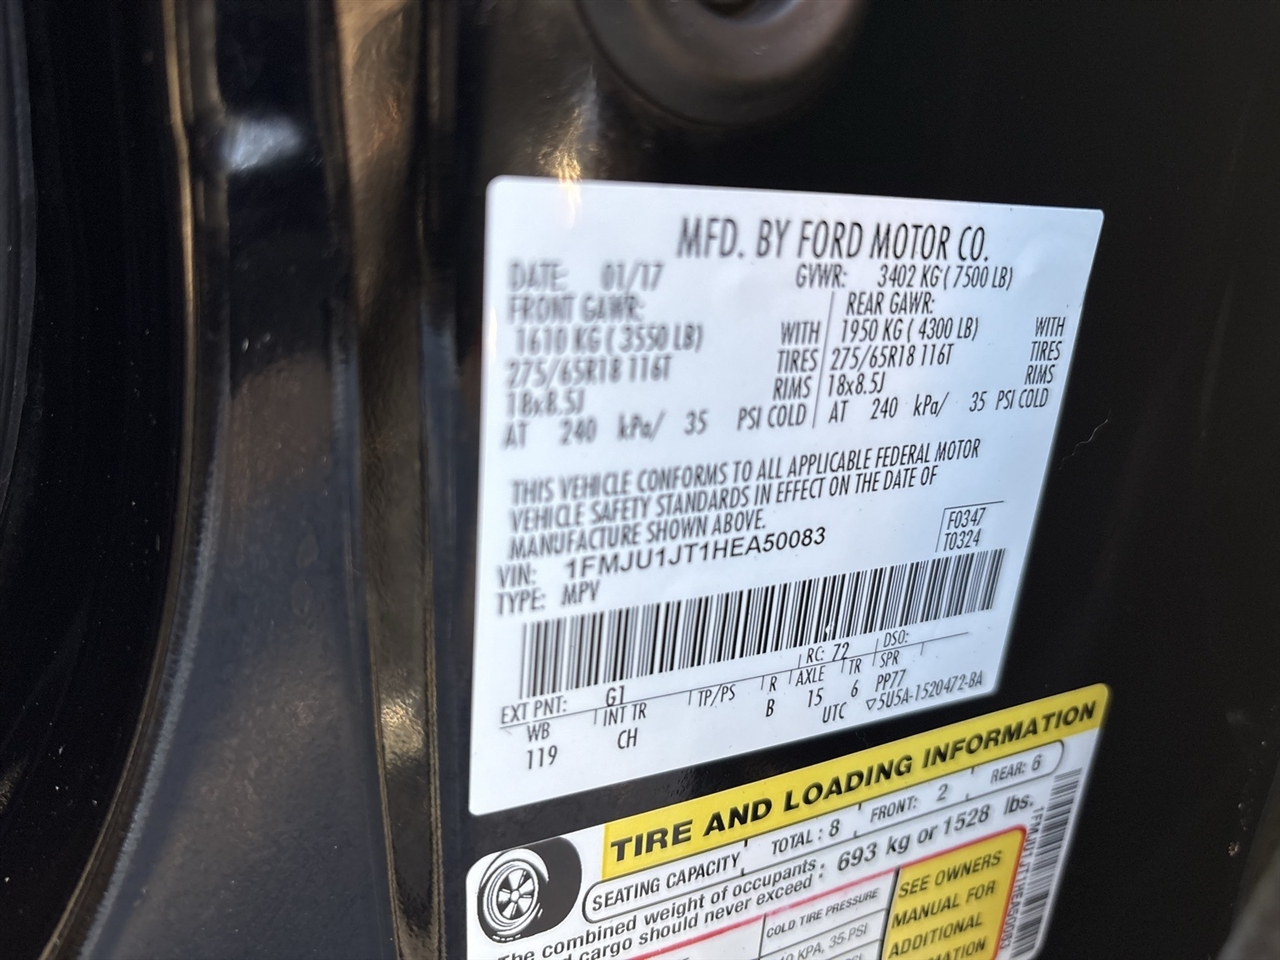 MFD. BY FORD MOTOR CO.
DATE: 01/17 GVWR: 3402 KG ( 7500 LB)
FRONT GAWR: REAR GAWR:
1610 KG ( 3550 LB) WITH 1950 KG ( 4300 LB) WITH
275/65R18 116T TIRES 275/65R18 116T TIRES
18x8.5J RIMS 18x8.5J RIMS
AT 240 kPa/ 35 PSI COLD AT 240 kPa/ 35 PSI COLD
THIS VEHICLE CONFORMS TO ALL APPLICABLE FEDERAL MOTOR
VEHICLE SAFETY STANDARDS IN EFFECT ON THE DATE OF
MANUFACTURE SHOWN ABOVE.
F0347
VIN: 1FMJU1JT1HEA50083
T0324
TYPE: MPV
EXT PNT: G1 RC: 72 DSO:
WB INT TR TP/PS R AXLE TR SPR
119 CH B 15 6 PP77
UTC ▽5U5A-1520472-BA
TIRE AND LOADING INFORMATION
SEATING CAPACITY TOTAL : 8 FRONT: 2 REAR: 6
The combined weight of occupants
and cargo should never exceed : 693 kg or 1528 lbs.
COLD TIRE PRESSURE
KPA, 35 PSI
SEE OWNERS
MANUAL FOR
ADDITIONAL
1FMJU1JT1HEA50083